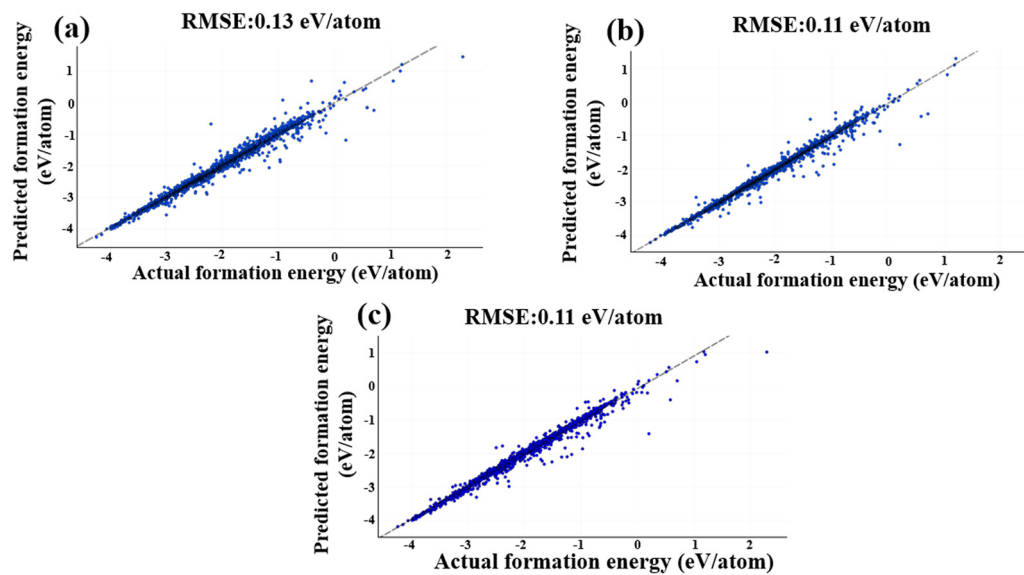 (a)
RMSE:0.13 eV/atom
Predicted formation energy
(eV/atom)
1
0
-1
-2
-3
-4
-4
-3
-2
-1
0
1
2
Actual formation energy (eV/atom)
(b)
RMSE:0.11 eV/atom
Predicted formation energy
(eV/atom)
1
0
-1
-2
-3
-4
-4
-3
-2
-1
0
1
2
Actual formation energy (eV/atom)
(c)
RMSE:0.11 eV/atom
Predicted formation energy
(eV/atom)
1
0
-1
-2
-3
-4
-4
-3
-2
-1
0
1
2
Actual formation energy (eV/atom)